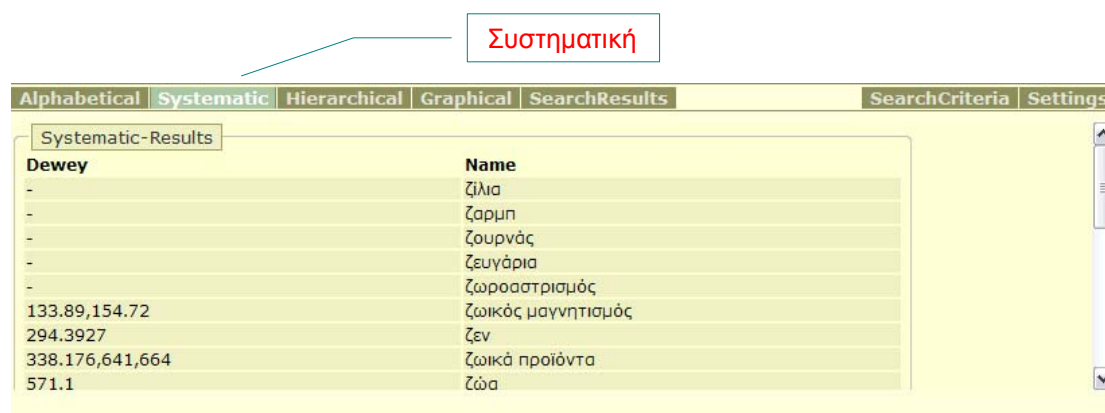 Συστηματική
Alphabetical Systematic Hierarchical Graphical SearchResults SearchCriteria Settings
Systematic-Results
Dewey Name
- ζίλια
- ζαρμπ
- ζουρνάς
- ζευγάρια
- ζωροαστρισμός
133.89,154.72 ζωικός μαγνητισμός
294.3927 ζεν
338.176,641,664 ζωικά προϊόντα
571.1 ζώα